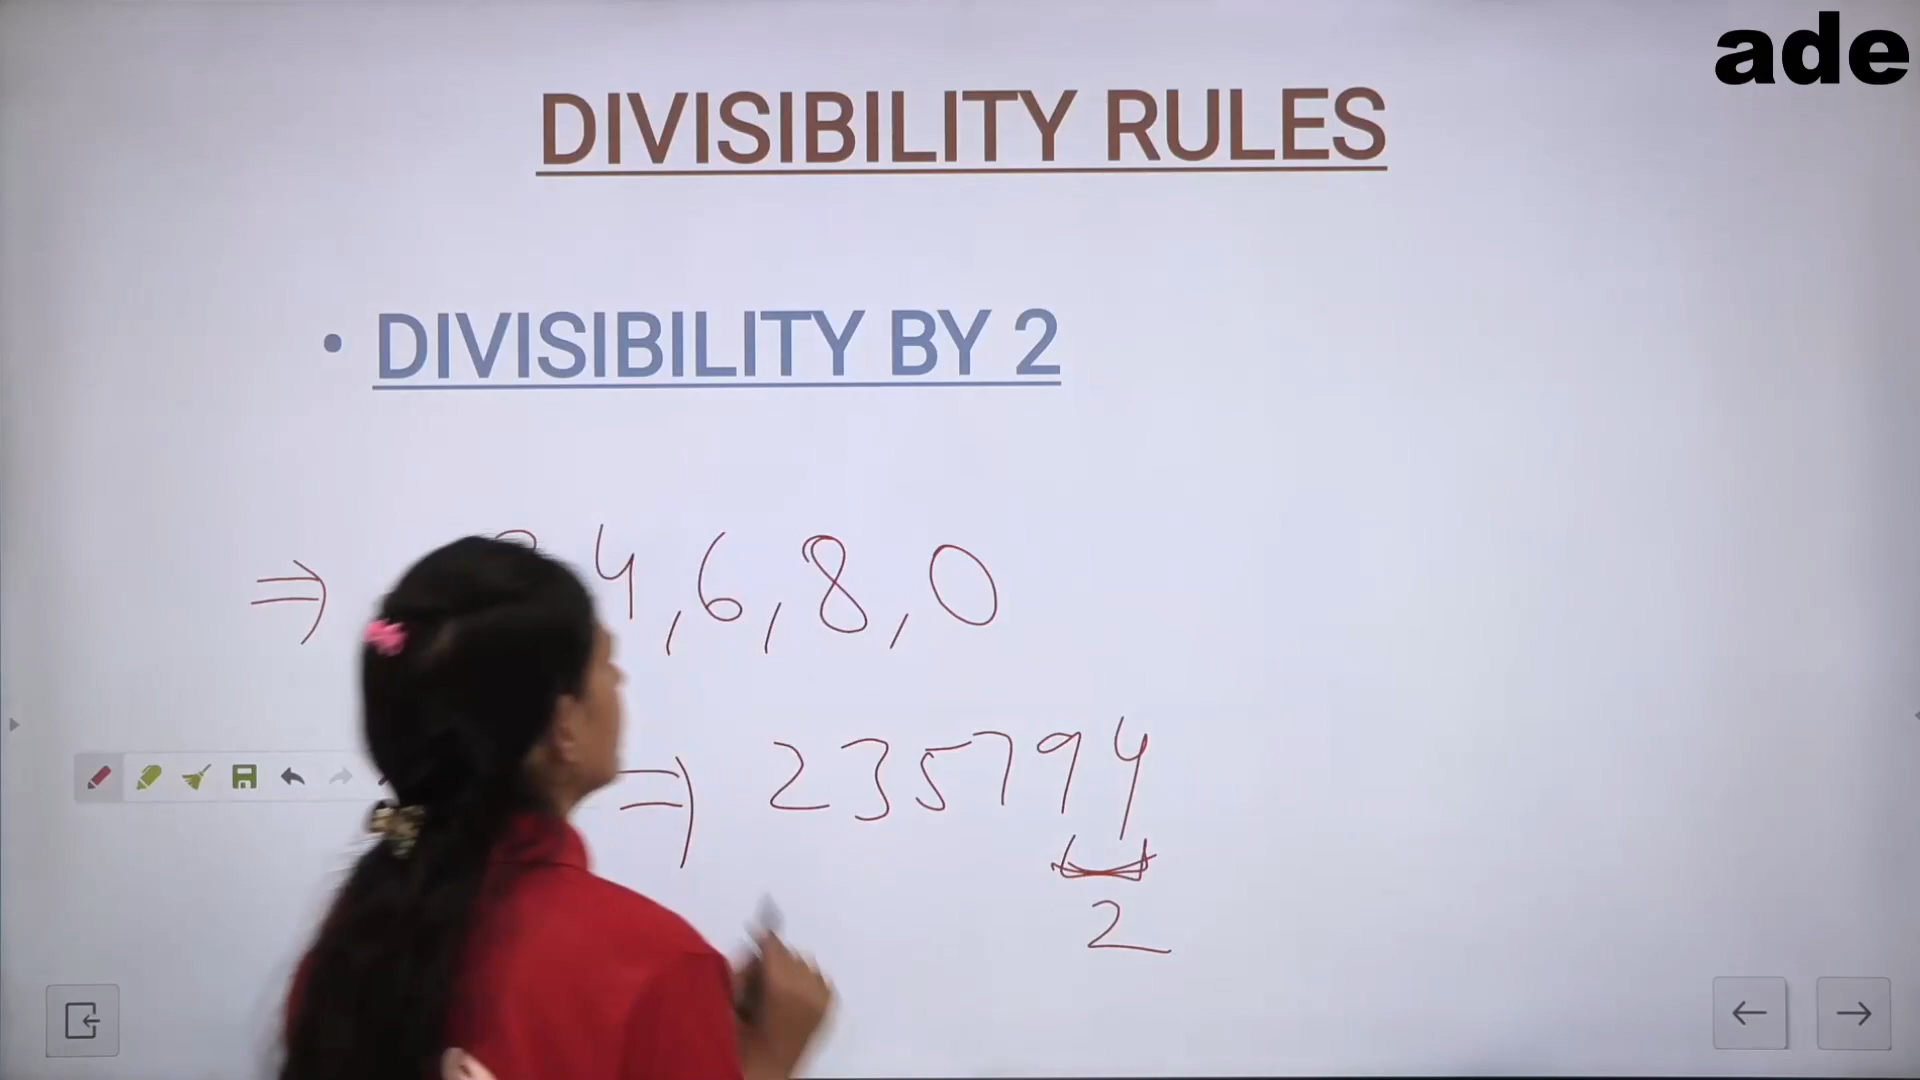 ade
DIVISIBILITY RULES
• DIVISIBILITY BY 2
⇒ 4, 6, 8, 0
⇒ 235794
2